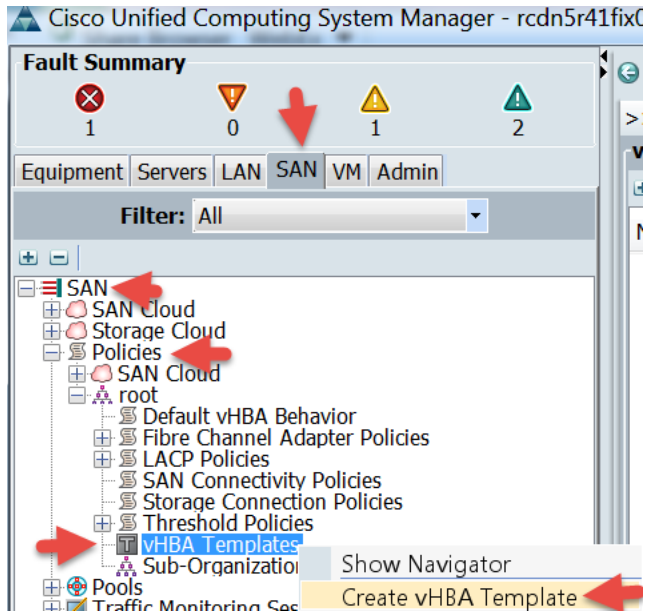 Cisco Unified Computing System Manager - rcdn5r41fix0
Fault Summary
1 0 1 2
Equipment Servers LAN SAN VM Admin
Filter: All
SAN
SAN Cloud
Storage Cloud
Policies
SAN Cloud
root
Default vHBA Behavior
Fibre Channel Adapter Policies
LACP Policies
SAN Connectivity Policies
Storage Connection Policies
Threshold Policies
T vHBA Templates
Sub-Organizatio
Show Navigator
Pools
Create vHBA Template
Traffic Monitoring Ses